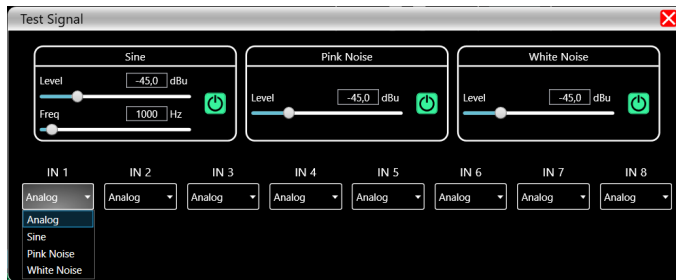 Test Signal
Sine
Level -45,0 dBu
Freq 1000 Hz
Pink Noise
Level -45,0 dBu
White Noise
Level -45,0 dBu
IN 1 IN 2 IN 3 IN 4 IN 5 IN 6 IN 7 IN 8
Analog Analog Analog Analog Analog Analog Analog Analog
Analog
Sine
Pink Noise
White Noise